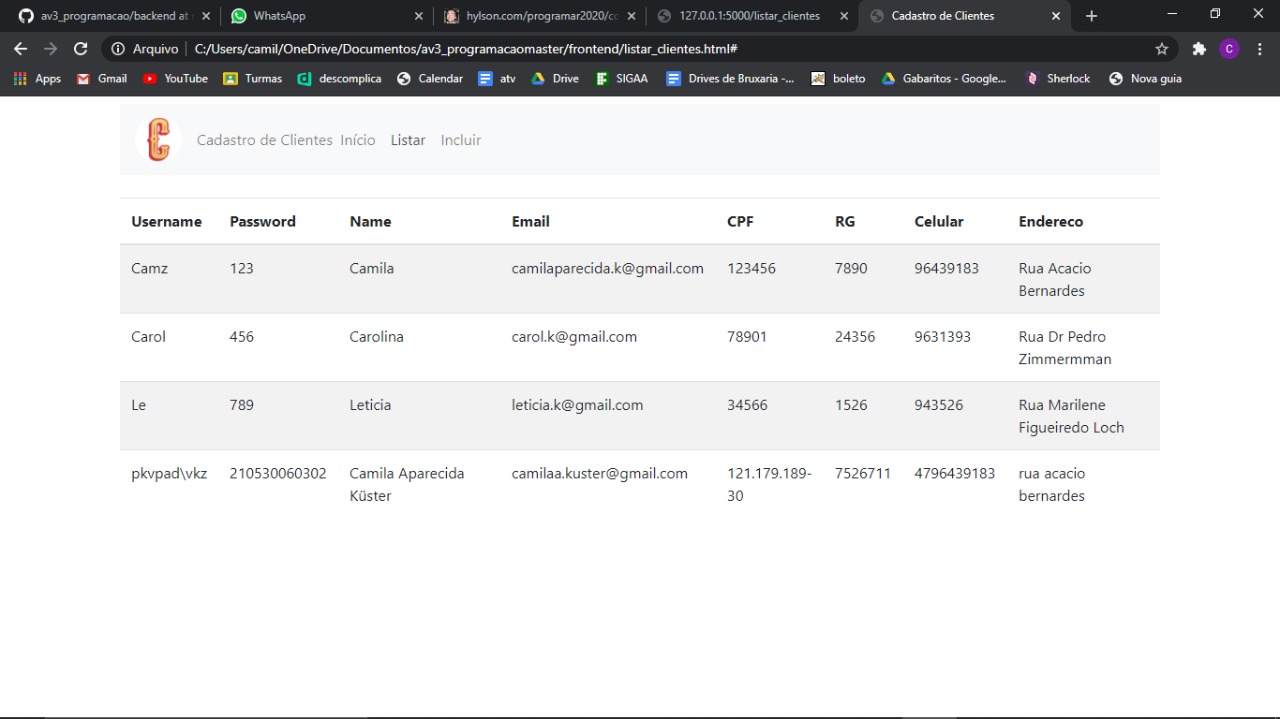 av3_programacao/backend at
WhatsApp
hylson.com/programar2020/cc
127.0.0.1:5000/listar_clientes
Cadastro de Clientes
Arquivo
C:/Users/camil/OneDrive/Documentos/av3_programacaomaster/frontend/listar_clientes.html#
C
Apps Gmail YouTube Turmas descomplica Calendar atv Drive SIGAA Drives de Bruxaria -... boleto Gabaritos - Google... Sherlock Nova guia
C Cadastro de Clientes Início Listar Incluir
Username Password Name Email CPF RG Celular Endereco
Camz 123 Camila camilaparecida.k@gmail.com 123456 7890 96439183 Rua Acacio
Bernardes
Carol 456 Carolina carol.k@gmail.com 78901 24356 9631393 Rua Dr Pedro
Zimmermman
Le 789 Leticia leticia.k@gmail.com 34566 1526 943526 Rua Marilene
Figueiredo Loch
pkvpad\vkz 210530060302 Camila Aparecida camilaa.kuster@gmail.com 121.179.189- 7526711 4796439183 rua acacio
Küster 30 bernardes